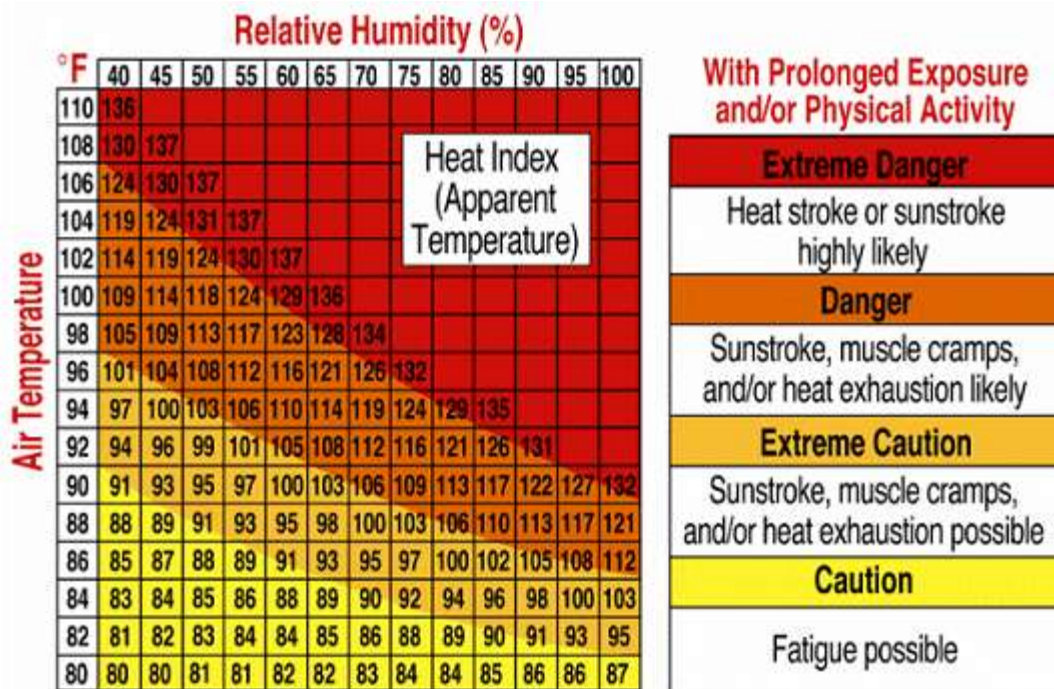 Relative Humidity (%)
°F 40 45 50 55 60 65 70 75 80 85 90 95 100
110 136
108 130 137
106 124 130 137
104 119 124 131 137
102 114 119 124 130 137
100 109 114 118 124 129 136
98 105 109 113 117 123 128 134
96 101 104 108 112 116 121 126 132
94 97 100 103 106 110 114 119 124 129 135
92 94 96 99 101 105 108 112 116 121 126 131
90 91 93 95 97 100 103 106 109 113 117 122 127 132
88 88 89 91 93 95 98 100 103 106 110 113 117 121
86 85 87 88 89 91 93 95 97 100 102 105 108 112
84 83 84 85 86 88 89 90 92 94 96 98 100 103
82 81 82 83 84 84 85 86 88 89 90 91 93 95
80 80 80 81 81 82 82 83 84 84 85 86 86 87
Air Temperature
Heat Index
(Apparent
Temperature)
With Prolonged Exposure
and/or Physical Activity
Extreme Danger
Heat stroke or sunstroke
highly likely
Danger
Sunstroke, muscle cramps,
and/or heat exhaustion likely
Extreme Caution
Sunstroke, muscle cramps,
and/or heat exhaustion possible
Caution
Fatigue possible